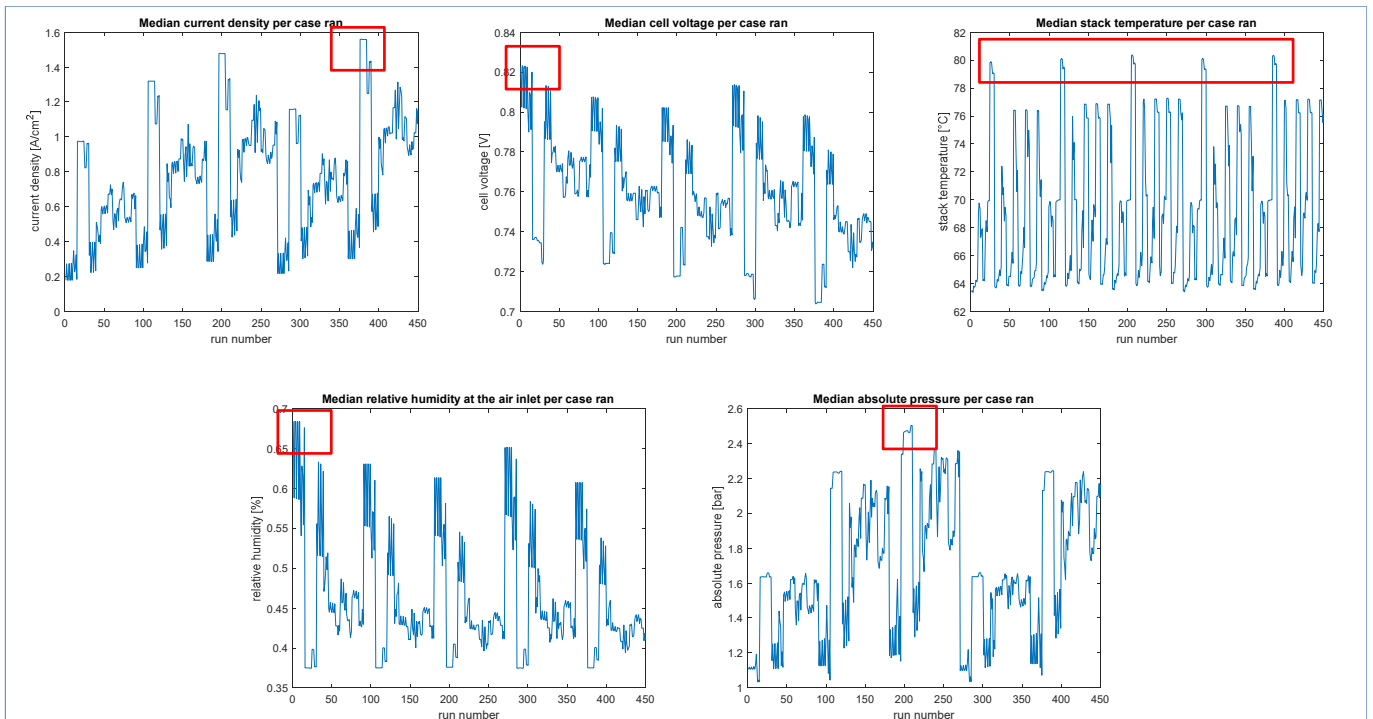 Median current density per case ran
1.6
1.4
1.2
1
0.8
0.6
0.4
0.2
0
current density [A/cm²]
0 50 100 150 200 250 300 350 400 450
run number
Median cell voltage per case ran
0.84
0.82
0.8
0.78
0.76
0.74
0.72
0.7
cell voltage [V]
0 50 100 150 200 250 300 350 400 450
run number
Median stack temperature per case ran
82
80
78
76
74
72
70
68
66
64
62
stack temperature [°C]
0 50 100 150 200 250 300 350 400 450
run number
Median relative humidity at the air inlet per case ran
0.7
0.65
0.6
0.55
0.5
0.45
0.4
0.35
relative humidity [%]
0 50 100 150 200 250 300 350 400 450
run number
Median absolute pressure per case ran
2.6
2.4
2.2
2
1.8
1.6
1.4
1.2
1
absolute pressure [bar]
0 50 100 150 200 250 300 350 400 450
run number